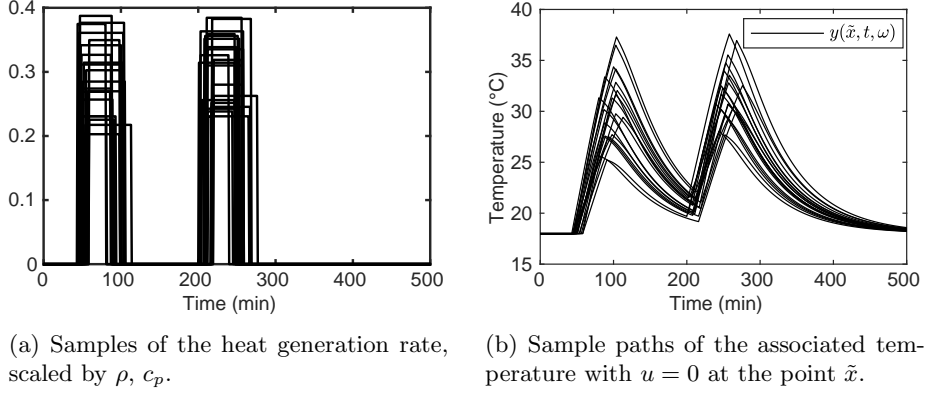 0.4
0.3
0.2
0.1
0
0 100 200 300 400 500
Time (min)
40
35
30
25
20
15
Temperature (°C)
y(x̃, t, ω)
0 100 200 300 400 500
Time (min)
(a) Samples of the heat generation rate,
scaled by ρ, cₚ.
(b) Sample paths of the associated tem-
perature with u = 0 at the point x̃.